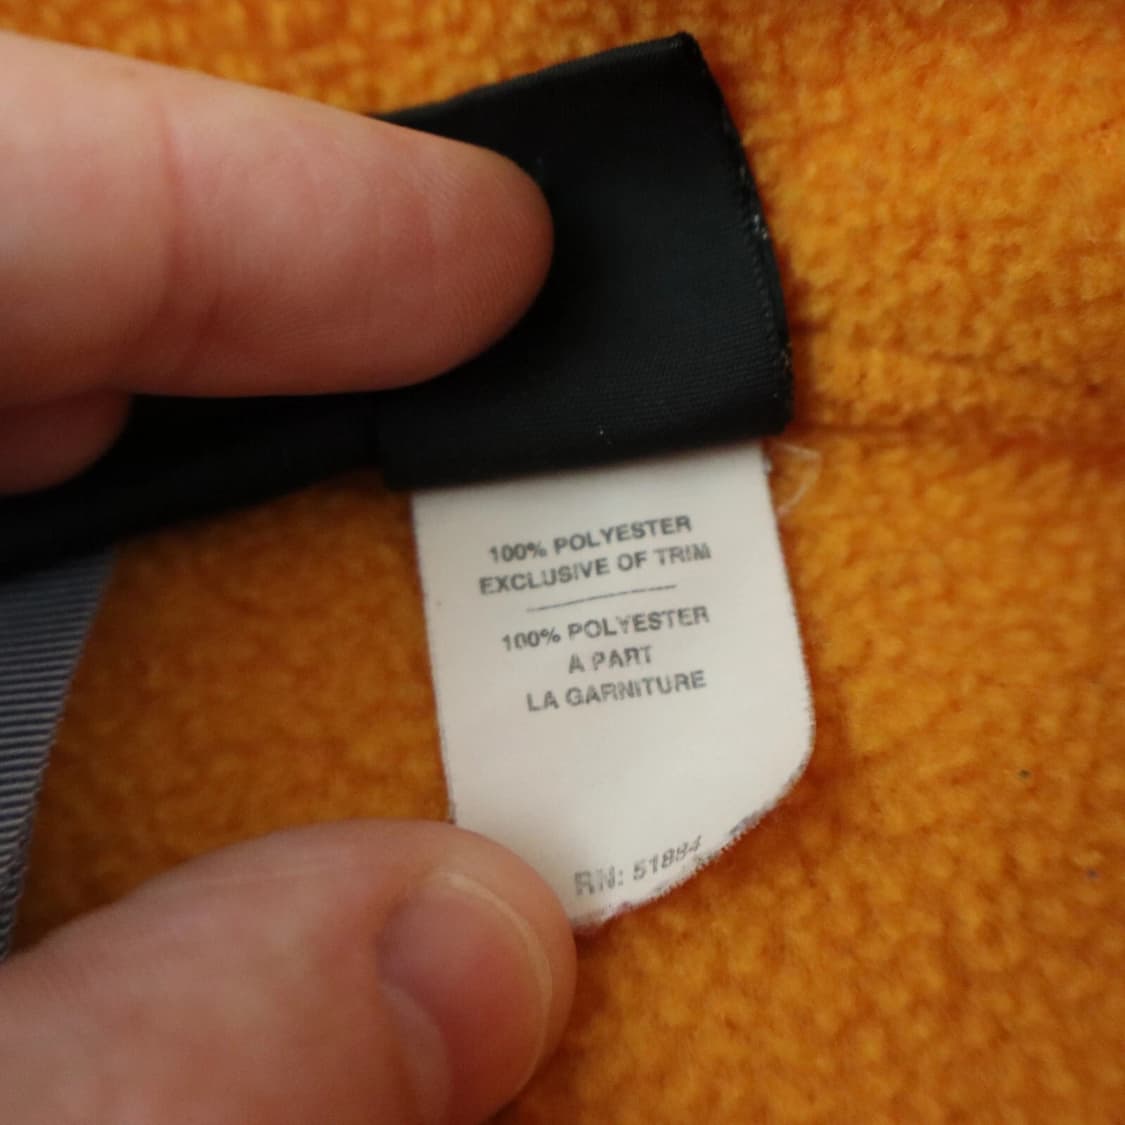 100% POLYESTER
EXCLUSIVE OF TRIM
100% POLYESTER
A PART
LA GARNITURE
RN: 51884